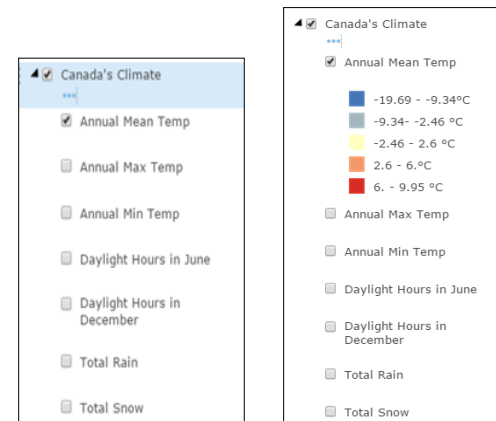 Canada's Climate
Annual Mean Temp
Annual Max Temp
Annual Min Temp
Daylight Hours in June
Daylight Hours in
December
Total Rain
Total Snow
Canada's Climate
Annual Mean Temp
-19.69 - -9.34°C
-9.34- -2.46 °C
-2.46 - 2.6 °C
2.6 - 6.°C
6. - 9.95 °C
Annual Max Temp
Annual Min Temp
Daylight Hours in June
Daylight Hours in
December
Total Rain
Total Snow